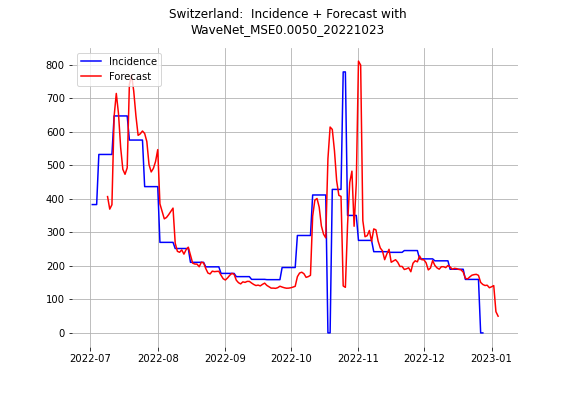 Switzerland:  Incidence + Forecast with
WaveNet_MSE0.0050_20221023
Incidence
Forecast
800
700
600
500
400
300
200
100
0
2022-07 2022-08 2022-09 2022-10 2022-11 2022-12 2023-01